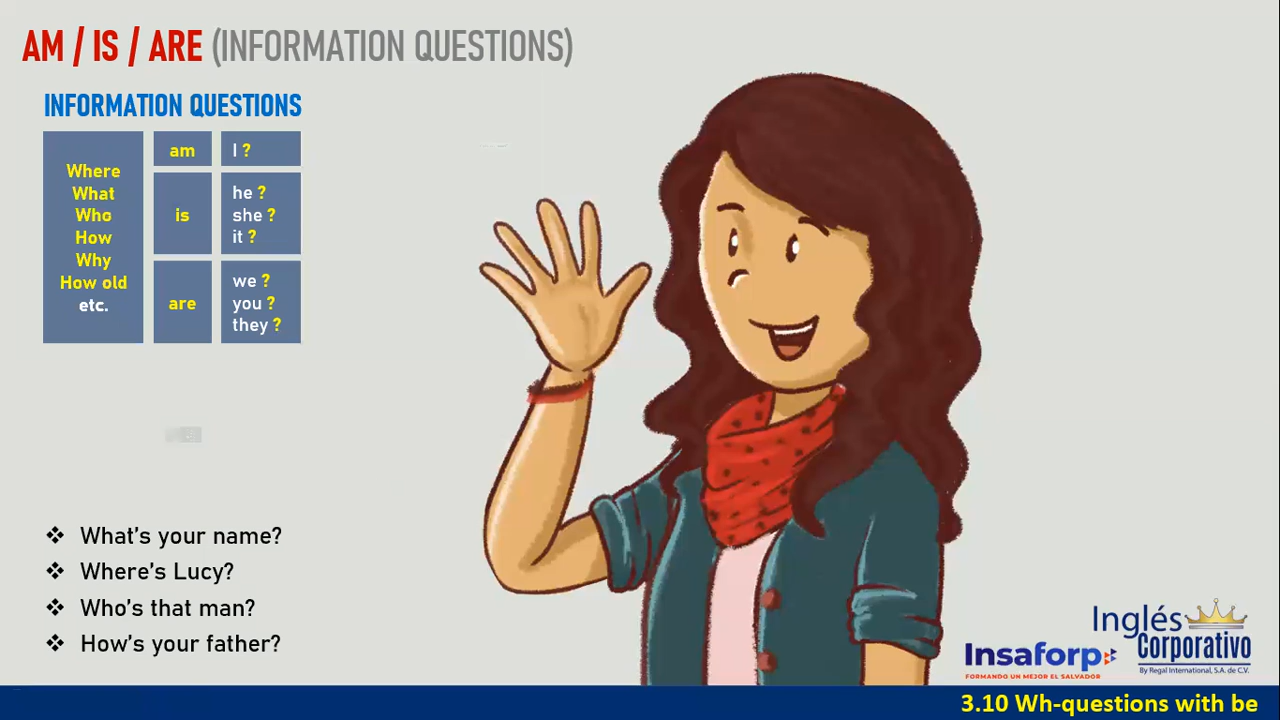 AM / IS / ARE (INFORMATION QUESTIONS)
INFORMATION QUESTIONS
Where
What
Who
How
Why
How old
etc.
am
I ?
is
he ?
she ?
it ?
are
we ?
you ?
they ?
❖ What's your name?
❖ Where's Lucy?
❖ Who's that man?
❖ How's your father?
Insaforp
FORMANDO UN MEJOR EL SALVADOR
Inglés
Corporativo
By Regal International, S.A. de C.V.
3.10 Wh-questions with be